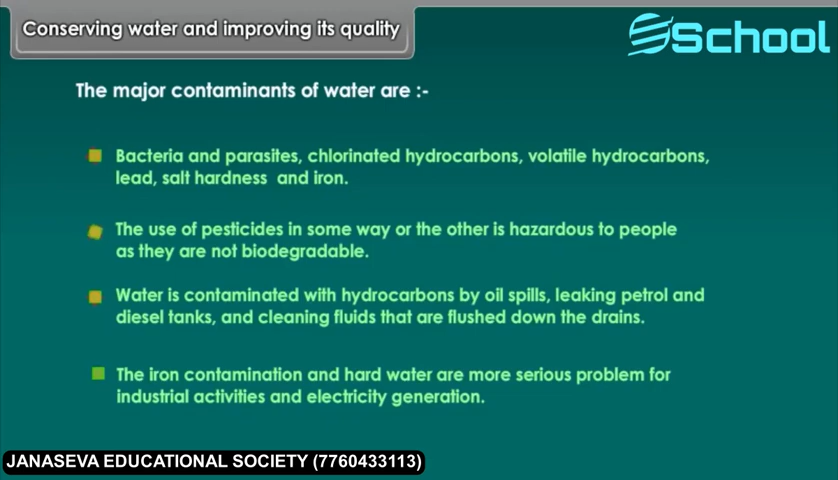 Conserving water and improving its quality
School
The major contaminants of water are :-
Bacteria and parasites, chlorinated hydrocarbons, volatile hydrocarbons,
lead, salt hardness and iron.
The use of pesticides in some way or the other is hazardous to people
as they are not biodegradable.
Water is contaminated with hydrocarbons by oil spills, leaking petrol and
diesel tanks, and cleaning fluids that are flushed down the drains.
The iron contamination and hard water are more serious problem for
industrial activities and electricity generation.
JANASEVA EDUCATIONAL SOCIETY (7760433113)